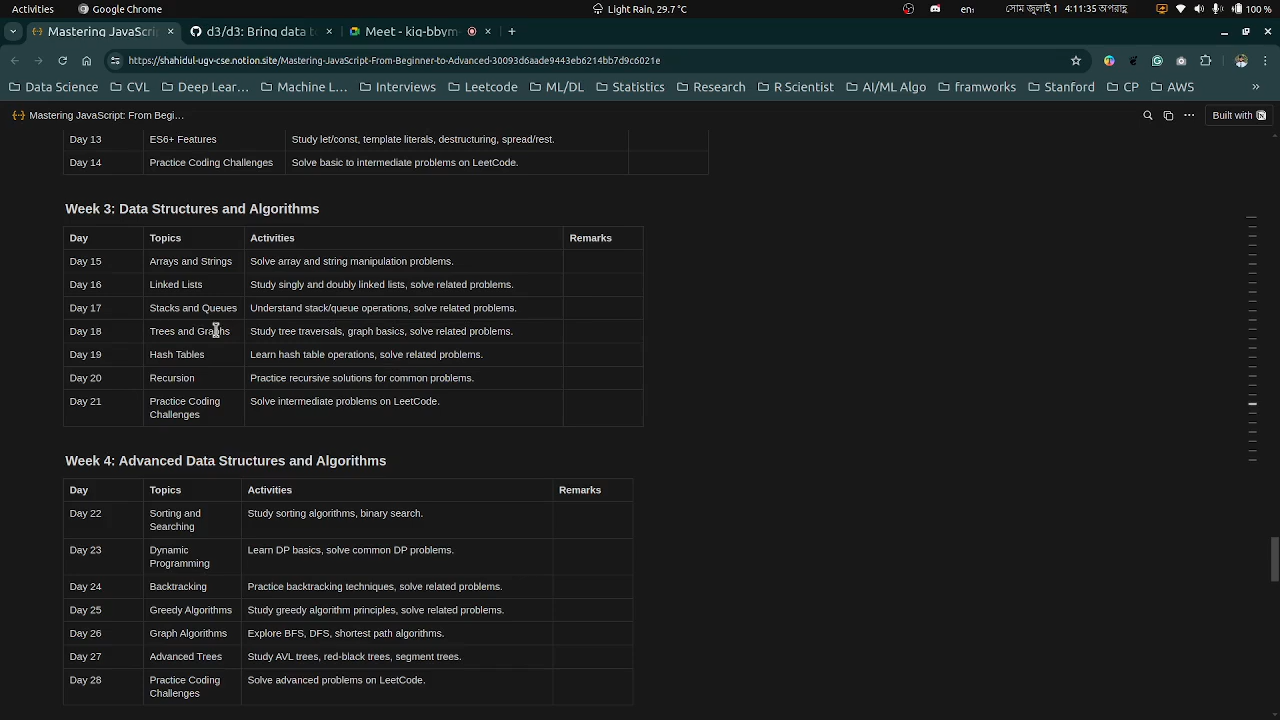 Activities Google Chrome Light Rain, 29.7 °C en₁ সোম জুলাই 1 4:11:35 অপরাহ্ণ 100 %
Mastering JavaScri d3/d3: Bring data t Meet - kiq-bbym
https://shahidul-ugv-cse.notion.site/Mastering-JavaScript-From-Beginner-to-Advanced-30093d6aade9443eb6214bb7d9c6021e
Data Science CVL Deep Lear… Machine L… Interviews Leetcode ML/DL Statistics Research R Scientist AI/ML Algo framworks Stanford CP AWS »
Mastering JavaScript: From Begi… Built with
Day 13 ES6+ Features Study let/const, template literals, destructuring, spread/rest.
Day 14 Practice Coding Challenges Solve basic to intermediate problems on LeetCode.
Week 3: Data Structures and Algorithms
Day Topics Activities Remarks
Day 15 Arrays and Strings Solve array and string manipulation problems.
Day 16 Linked Lists Study singly and doubly linked lists, solve related problems.
Day 17 Stacks and Queues Understand stack/queue operations, solve related problems.
Day 18 Trees and Graphs Study tree traversals, graph basics, solve related problems.
Day 19 Hash Tables Learn hash table operations, solve related problems.
Day 20 Recursion Practice recursive solutions for common problems.
Day 21 Practice Coding Solve intermediate problems on LeetCode.
Challenges
Week 4: Advanced Data Structures and Algorithms
Day Topics Activities Remarks
Day 22 Sorting and Study sorting algorithms, binary search.
Searching
Day 23 Dynamic Learn DP basics, solve common DP problems.
Programming
Day 24 Backtracking Practice backtracking techniques, solve related problems.
Day 25 Greedy Algorithms Study greedy algorithm principles, solve related problems.
Day 26 Graph Algorithms Explore BFS, DFS, shortest path algorithms.
Day 27 Advanced Trees Study AVL trees, red-black trees, segment trees.
Day 28 Practice Coding Solve advanced problems on LeetCode.
Challenges